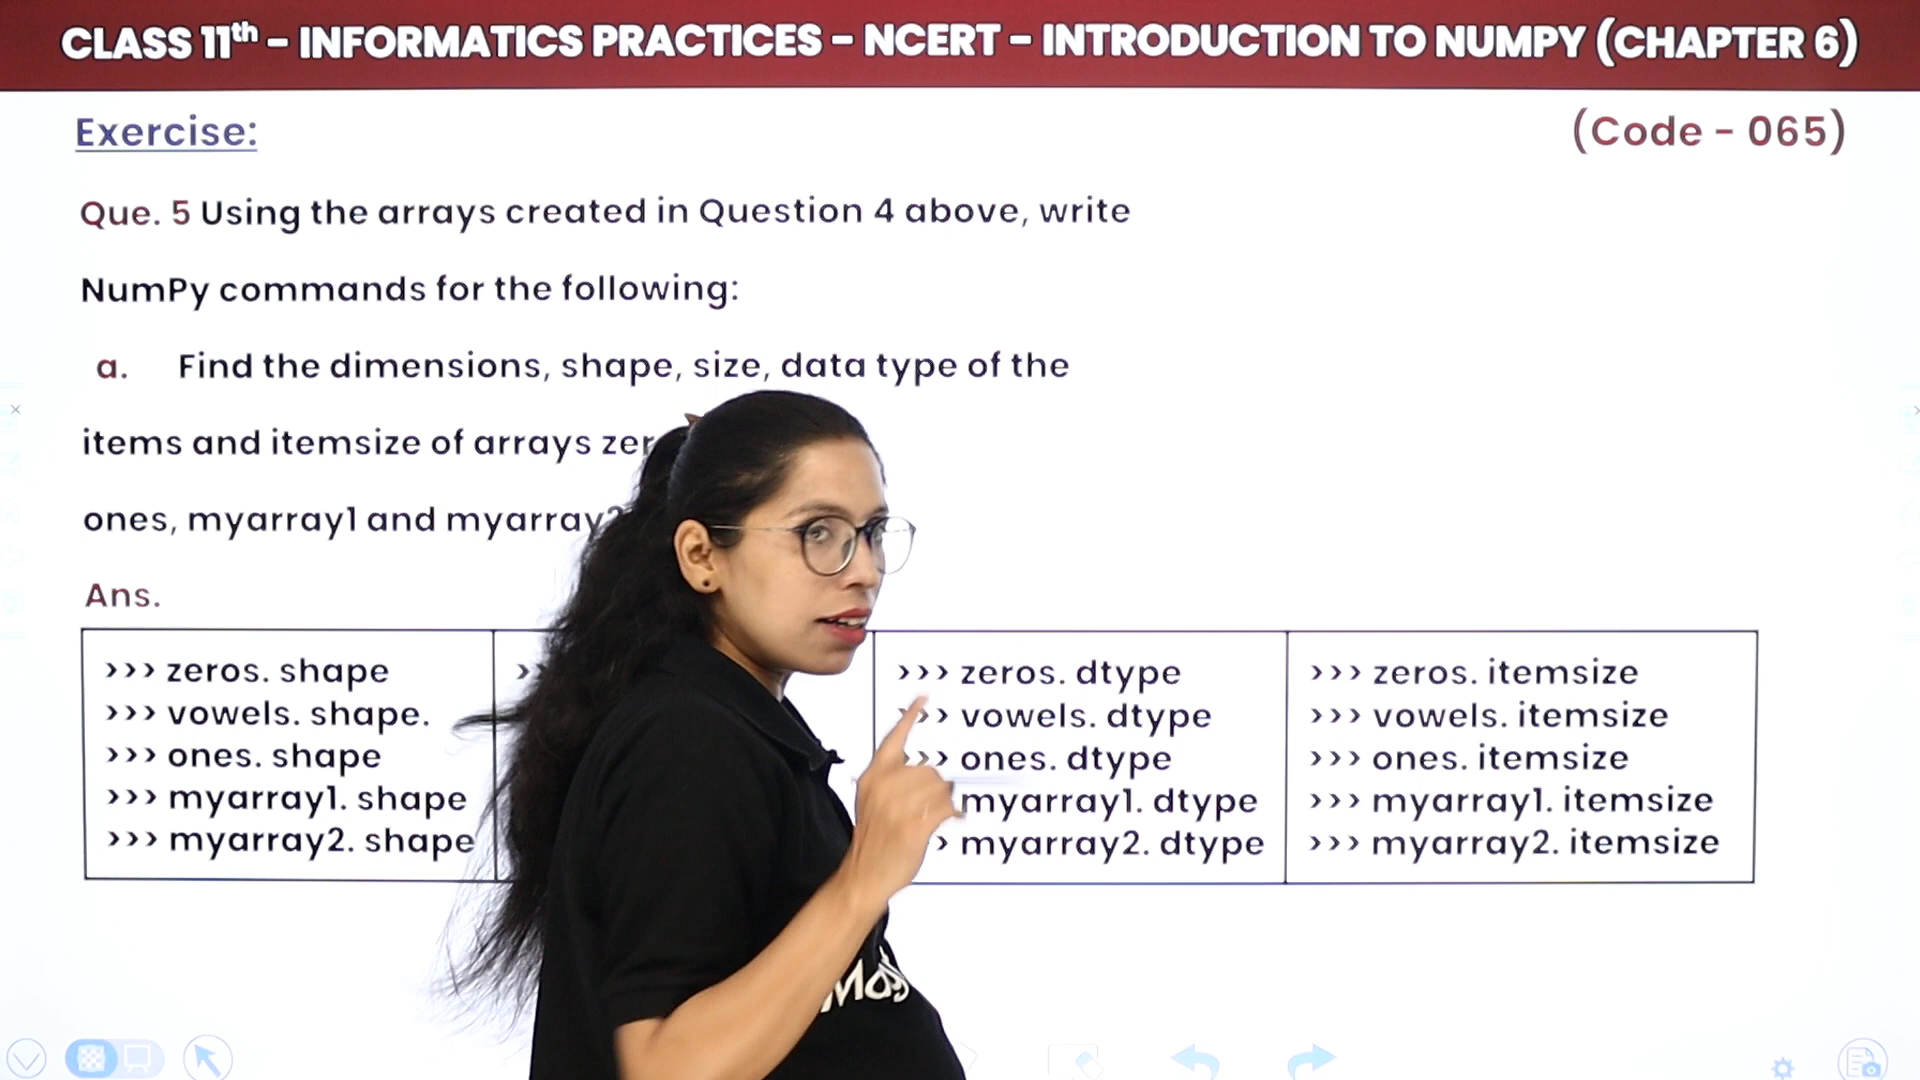 CLASS 11th - INFORMATICS PRACTICES - NCERT - INTRODUCTION TO NUMPY (CHAPTER 6)
Exercise:
(Code - 065)
Que. 5 Using the arrays created in Question 4 above, write
NumPy commands for the following:
a. Find the dimensions, shape, size, data type of the
items and itemsize of arrays
ones, myarray1 and
Ans.
››› zeros. shape
››› vowels. shape.
››› ones. shape
››› myarray1. shape
››› myarray2. shape
››› zeros. dtype
››› vowels. dtype
››› ones. dtype
myarray1. dtype
› myarray2. dtype
››› zeros. itemsize
››› vowels. itemsize
››› ones. itemsize
››› myarray1. itemsize
››› myarray2. itemsize